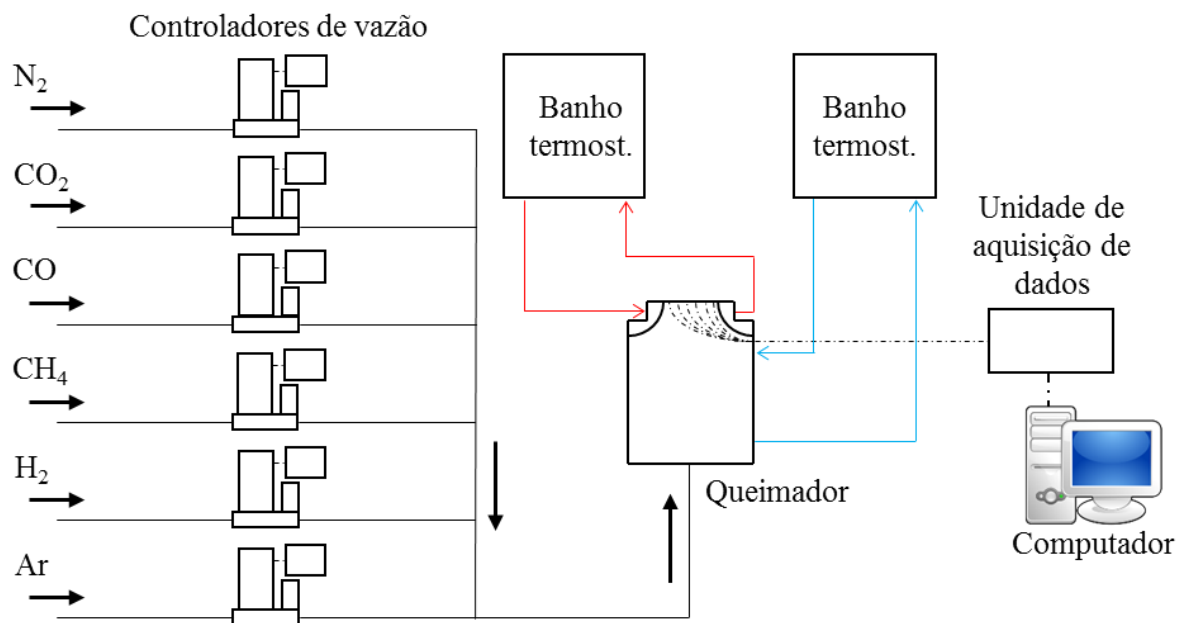 Controladores de vazão
N₂
CO₂
CO
CH₄
H₂
Ar
Banho
termost.
Banho
termost.
Unidade de
aquisição de
dados
Queimador
Computador